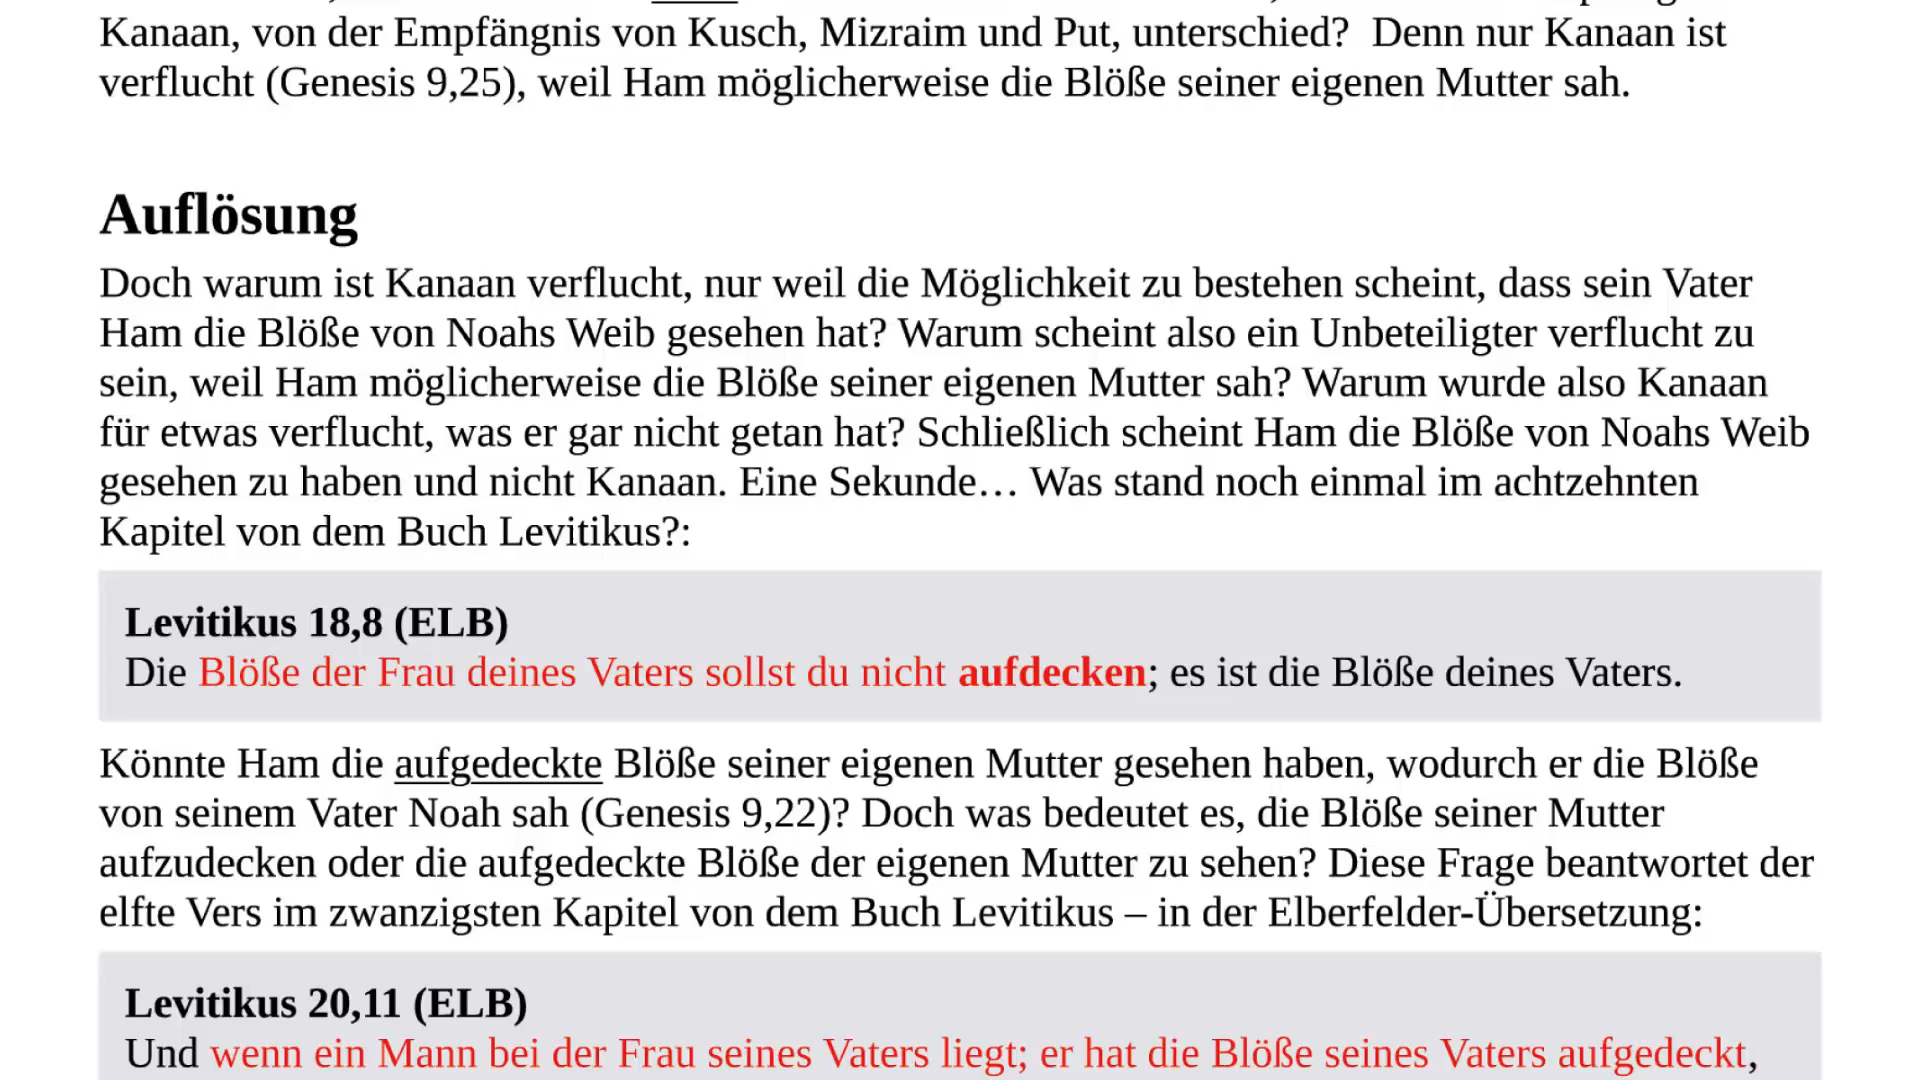 Kanaan, von der Empfängnis von Kusch, Mizraim und Put, unterschied?  Denn nur Kanaan ist
verflucht (Genesis 9,25), weil Ham möglicherweise die Blöße seiner eigenen Mutter sah.
Auflösung
Doch warum ist Kanaan verflucht, nur weil die Möglichkeit zu bestehen scheint, dass sein Vater
Ham die Blöße von Noahs Weib gesehen hat? Warum scheint also ein Unbeteiligter verflucht zu
sein, weil Ham möglicherweise die Blöße seiner eigenen Mutter sah? Warum wurde also Kanaan
für etwas verflucht, was er gar nicht getan hat? Schließlich scheint Ham die Blöße von Noahs Weib
gesehen zu haben und nicht Kanaan. Eine Sekunde… Was stand noch einmal im achtzehnten
Kapitel von dem Buch Levitikus?:
Levitikus 18,8 (ELB)
Die Blöße der Frau deines Vaters sollst du nicht aufdecken; es ist die Blöße deines Vaters.
Könnte Ham die aufgedeckte Blöße seiner eigenen Mutter gesehen haben, wodurch er die Blöße
von seinem Vater Noah sah (Genesis 9,22)? Doch was bedeutet es, die Blöße seiner Mutter
aufzudecken oder die aufgedeckte Blöße der eigenen Mutter zu sehen? Diese Frage beantwortet der
elfte Vers im zwanzigsten Kapitel von dem Buch Levitikus – in der Elberfelder-Übersetzung:
Levitikus 20,11 (ELB)
Und wenn ein Mann bei der Frau seines Vaters liegt; er hat die Blöße seines Vaters aufgedeckt,